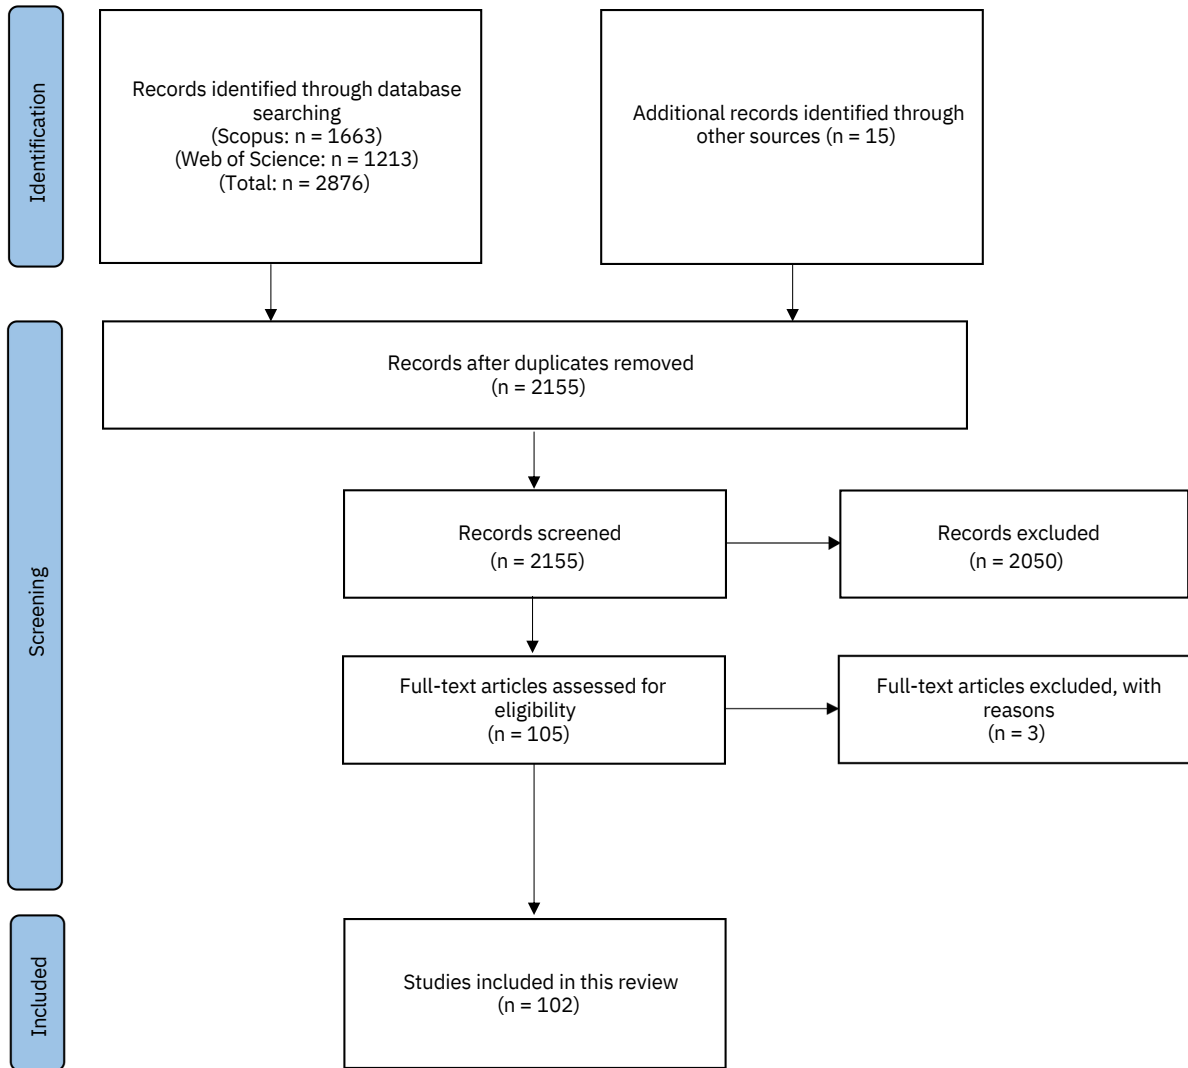 Identification
Records identified through database
searching
(Scopus: n = 1663)
(Web of Science: n = 1213)
(Total: n = 2876)
Additional records identified through
other sources (n = 15)
Screening
Records after duplicates removed
(n = 2155)
Records screened
(n = 2155)
Records excluded
(n = 2050)
Full-text articles assessed for
eligibility
(n = 105)
Full-text articles excluded, with
reasons
(n = 3)
Included
Studies included in this review
(n = 102)